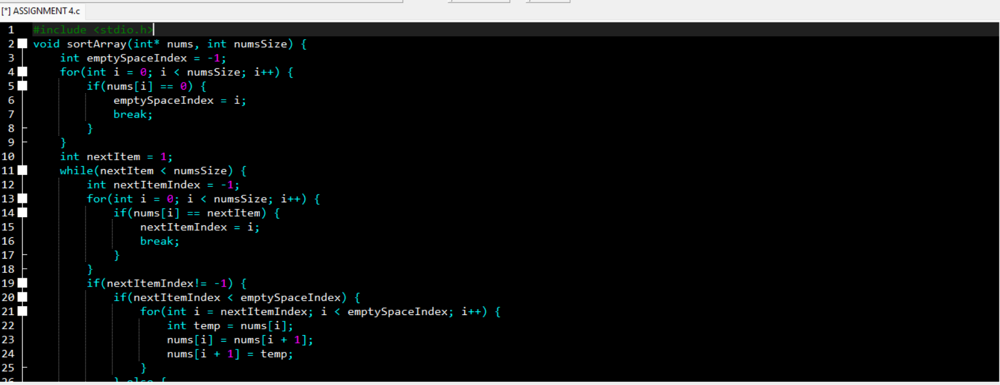 [*] ASSIGNMENT 4.c
1 #include <stdio.h>
2 void sortArray(int* nums, int numsSize) {
3 int emptySpaceIndex = -1;
4 for(int i = 0; i < numsSize; i++) {
5 if(nums[i] == 0) {
6 emptySpaceIndex = i;
7 break;
8 }
9 }
10 int nextItem = 1;
11 while(nextItem < numsSize) {
12 int nextItemIndex = -1;
13 for(int i = 0; i < numsSize; i++) {
14 if(nums[i] == nextItem) {
15 nextItemIndex = i;
16 break;
17 }
18 }
19 if(nextItemIndex!= -1) {
20 if(nextItemIndex < emptySpaceIndex) {
21 for(int i = nextItemIndex; i < emptySpaceIndex; i++) {
22 int temp = nums[i];
23 nums[i] = nums[i + 1];
24 nums[i + 1] = temp;
25 }
26 } else {